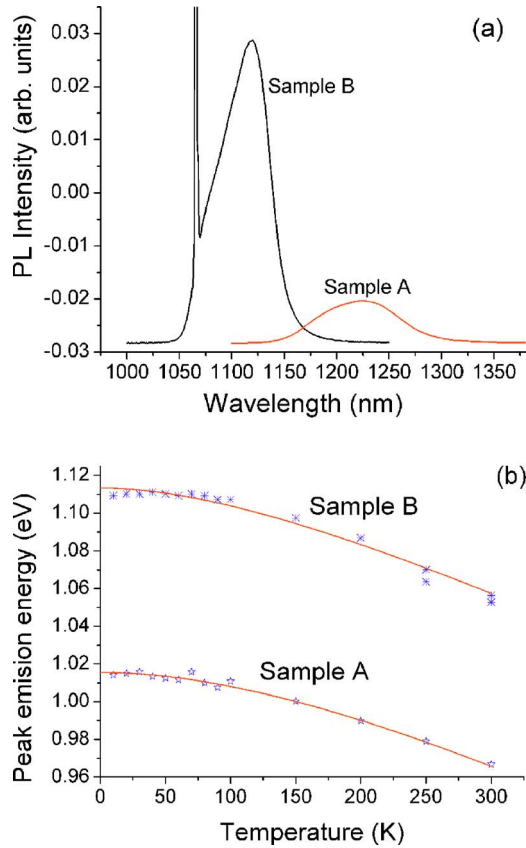 (a)
PL Intensity (arb. units)
0.03
0.02
0.01
0.00
-0.01
-0.02
-0.03
Sample B
Sample A
1000 1050 1100 1150 1200 1250 1300 1350
Wavelength (nm)
(b)
Peak emision energy (eV)
1.12
1.10
1.08
1.06
1.04
1.02
1.00
0.98
0.96
Sample B
Sample A
0 50 100 150 200 250 300
Temperature (K)